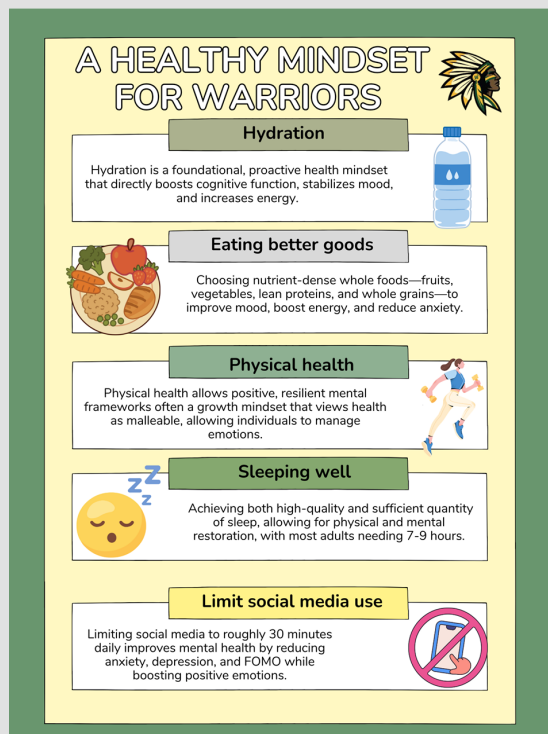 A HEALTHY MINDSET
FOR WARRIORS
Hydration
Hydration is a foundational, proactive health mindset
that directly boosts cognitive function, stabilizes mood,
and increases energy.
Eating better goods
Choosing nutrient-dense whole foods—fruits,
vegetables, lean proteins, and whole grains—to
improve mood, boost energy, and reduce anxiety.
Physical health
Physical health allows positive, resilient mental
frameworks often a growth mindset that views health
as malleable, allowing individuals to manage
emotions.
Sleeping well
z z z
Achieving both high-quality and sufficient quantity
of sleep, allowing for physical and mental
restoration, with most adults needing 7-9 hours.
Limit social media use
Limiting social media to roughly 30 minutes
daily improves mental health by reducing
anxiety, depression, and FOMO while
boosting positive emotions.